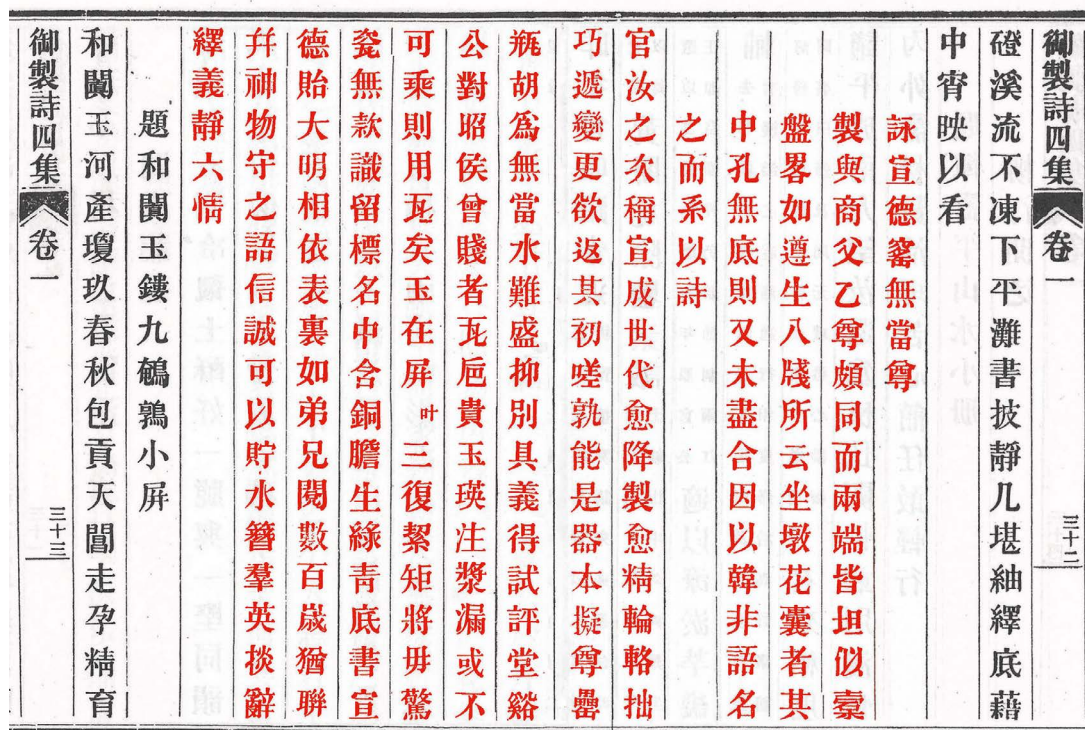 御製詩四集 卷一 三十二
磴溪流不凍下平灘書披靜几堪紬繹底藉
中宵映以看
詠宣德窰無當尊
製與商父乙尊頗同而兩端皆坦似槖
盤畧如遵生八牋所云坐墩花囊者其
中孔無底則又未盡合因以韓非語名
之而系以詩
官汝之次稱宣成世代愈降製愈精輪輅拙
巧遞變更欲返其初嗟孰能是器本擬尊罍
瓶胡為無當水難盛抑別具義得試評堂谿
公對昭侯曾賤者瓦巵貴玉瑛注漿漏或不
可乘則用瓦矣玉在屏叶三復絜矩將毋驚
瓷無款識留標名中含銅膽生綠靑底書宣
德貽大明相依表裏如弟兄閱數百嵗猶聯
幷神物守之語信誠可以貯水簪羣英掞辭
繹義靜六情
題和闐玉鏤九鵪鶉小屏
和闐玉河產瓊玖春秋包貢天閶走孕精育
御製詩四集 卷一 三十三